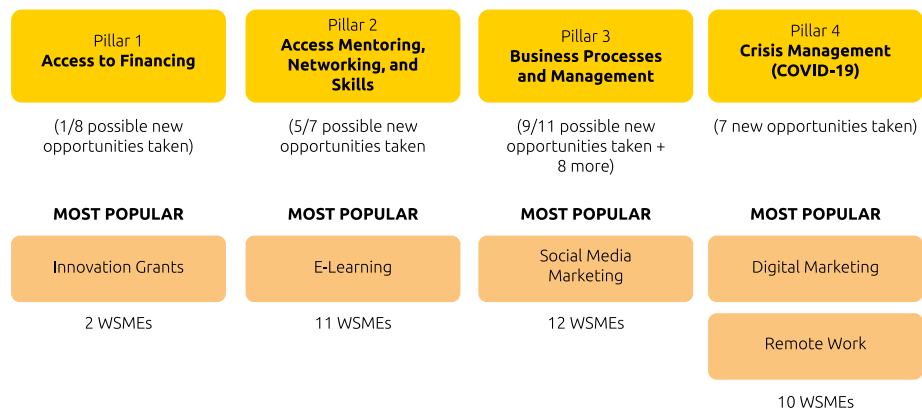 Pillar 1
Access to Financing
(1/8 possible new
opportunities taken)
MOST POPULAR
Innovation Grants
2 WSMEs
Pillar 2
Access Mentoring,
Networking, and
Skills
(5/7 possible new
opportunities taken
MOST POPULAR
E-Learning
11 WSMEs
Pillar 3
Business Processes
and Management
(9/11 possible new
opportunities taken +
8 more)
MOST POPULAR
Social Media
Marketing
12 WSMEs
Pillar 4
Crisis Management
(COVID-19)
(7 new opportunities taken)
MOST POPULAR
Digital Marketing
Remote Work
10 WSMEs